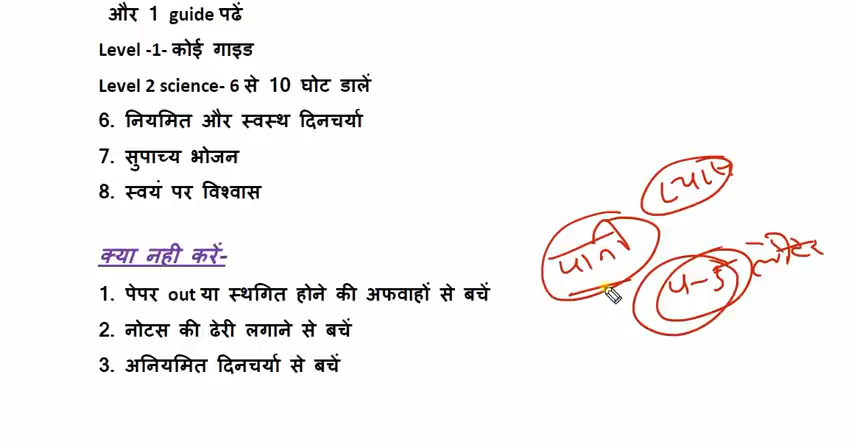 और 1 guide पढें
Level -1- कोई गाइड
Level 2 science- 6 से 10 घोट डालें
6. नियमित और स्वस्थ दिनचर्या
7. सुपाच्य भोजन
8. स्वयं पर विश्वास
प्यास
पानी
लीटर
क्या नही करें-
1. पेपर out या स्थगित होने की अफवाहों से बचें
2. नोटस की ढेरी लगाने से बचें
3. अनियमित दिनचर्या से बचें